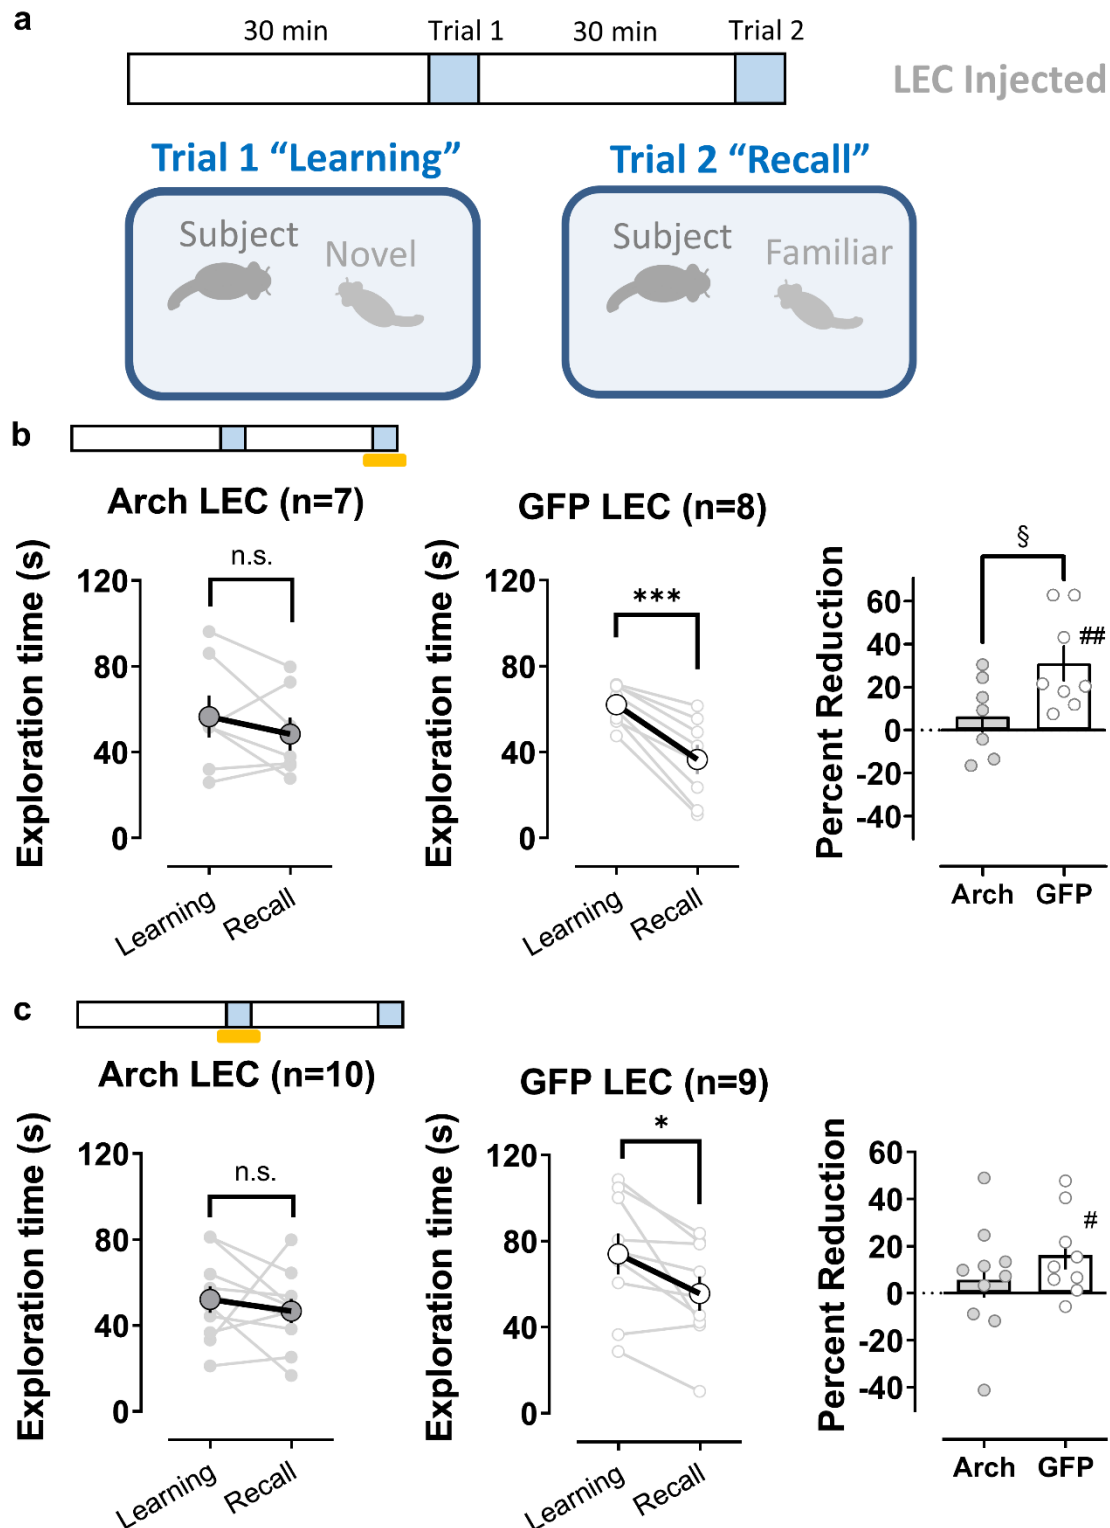 a
30 min Trial 1 30 min Trial 2
LEC Injected
Trial 1 “Learning” Trial 2 “Recall”
Subject Novel Subject Familiar
b
Arch LEC (n=7) GFP LEC (n=8)
Exploration time (s)
120
80
40
0
n.s.
Learning Recall
Exploration time (s)
120
80
40
0
***
Learning Recall
Percent Reduction
60
40
20
0
-20
-40
§
##
Arch GFP
c
Arch LEC (n=10) GFP LEC (n=9)
Exploration time (s)
120
80
40
0
n.s.
Learning Recall
Exploration time (s)
120
80
40
0
*
Learning Recall
Percent Reduction
60
40
20
0
-20
-40
#
Arch GFP